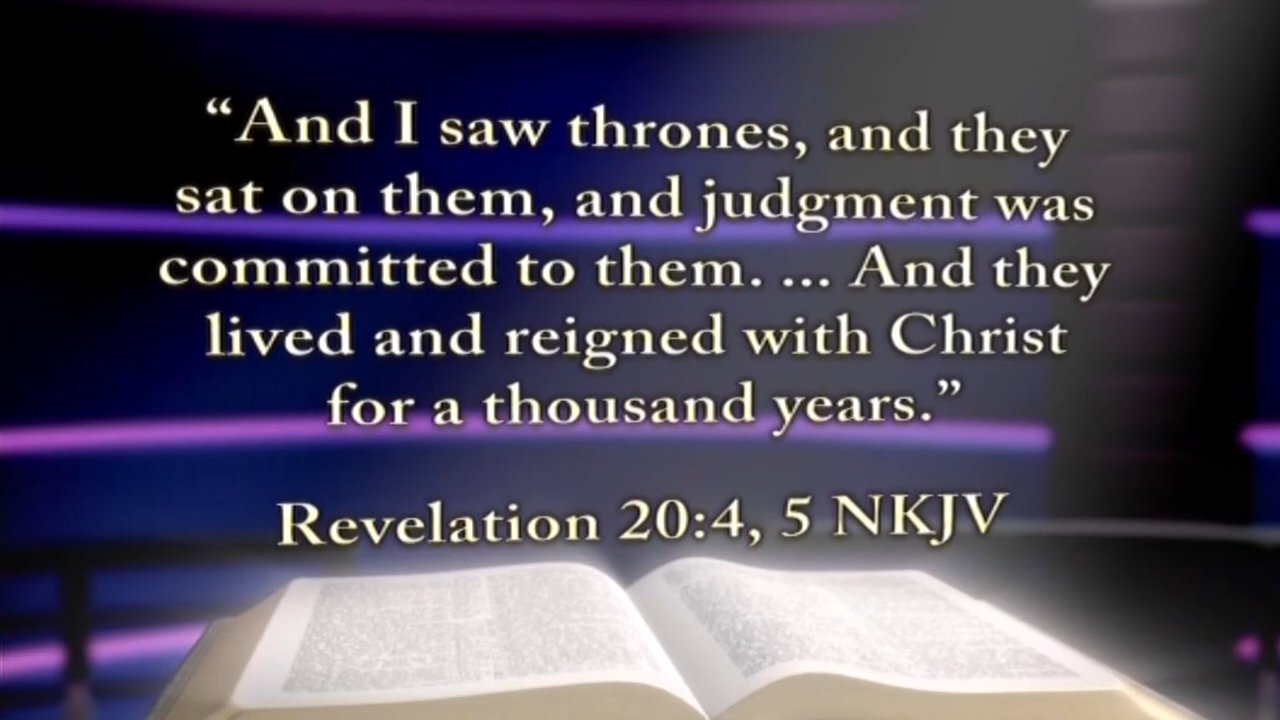 “And I saw thrones, and they
sat on them, and judgment was
committed to them. ... And they
lived and reigned with Christ
for a thousand years.”
Revelation 20:4, 5 NKJV